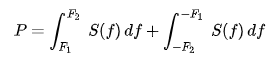 P = ∫_{F_1}^{F_2} S(f) df + ∫_{-F_2}^{-F_1} S(f) df